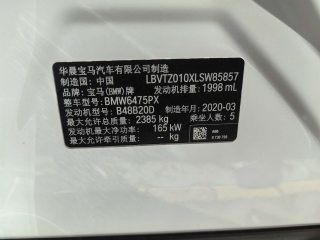 华晨宝马汽车有限公司制造
中国 LBVTZ010XLSW85857
品牌: 宝马(BMW)牌 发动机排量: 1998 mL
整车型号: BMW6475PX
发动机型号: B48B20D 制造年月: 2020-03
最大允许总质量: 2385 kg 乘坐人数: 5
发动机最大净功率: 165 kW
最大允许牵引质量: -- kg